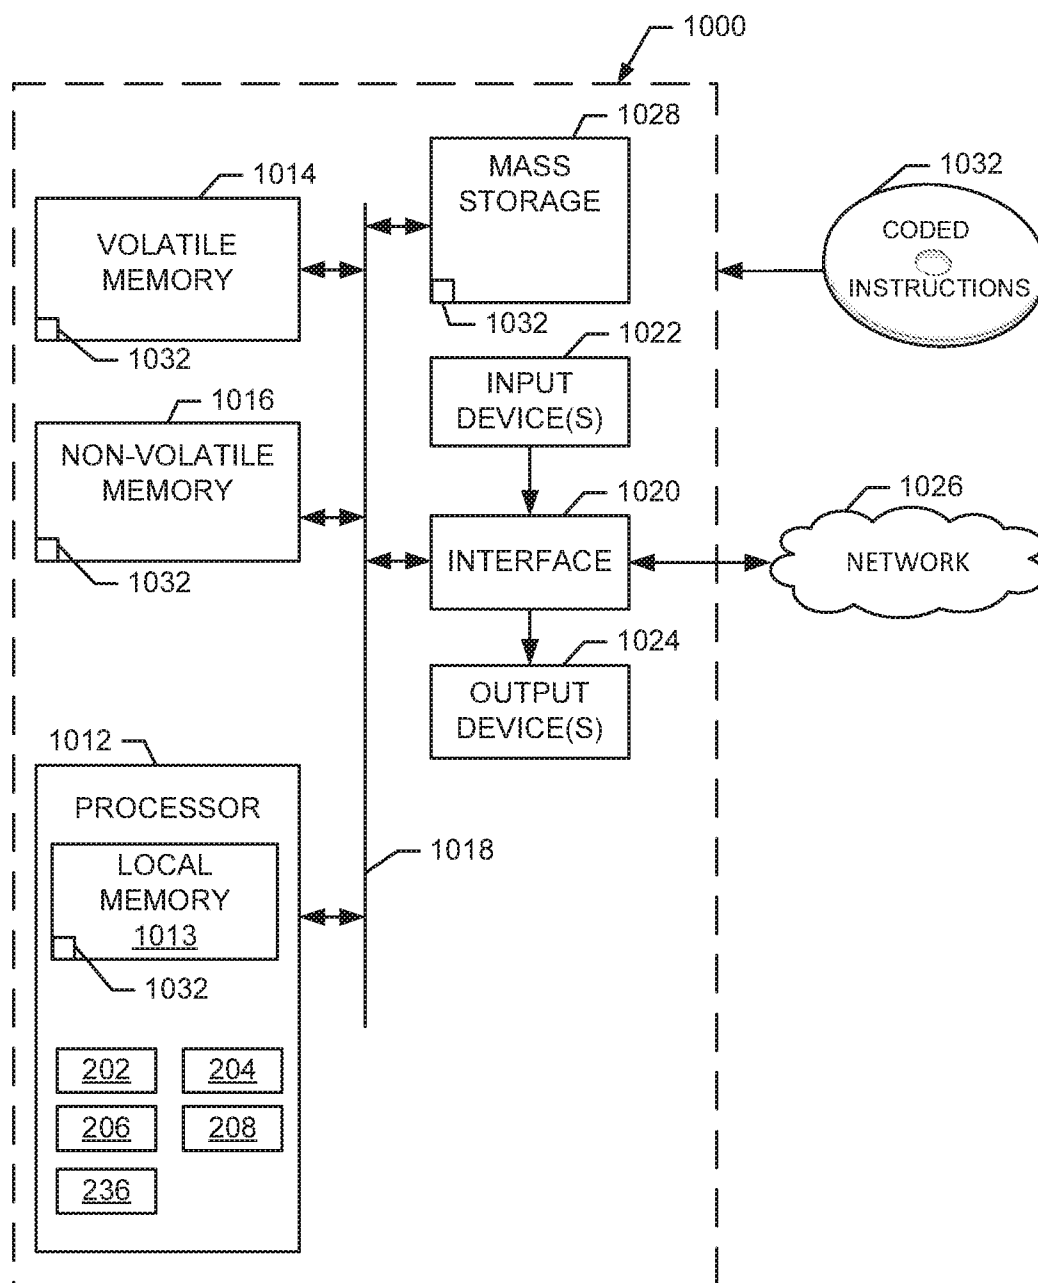 1000
1028
MASS
STORAGE
1032
1014
VOLATILE
MEMORY
1032
1032
CODED
INSTRUCTIONS
1022
INPUT
DEVICE(S)
1016
NON-VOLATILE
MEMORY
1032
1020
INTERFACE
1026
NETWORK
1024
OUTPUT
DEVICE(S)
1012
PROCESSOR
LOCAL
MEMORY
1013
1032
1018
202
204
206
208
236